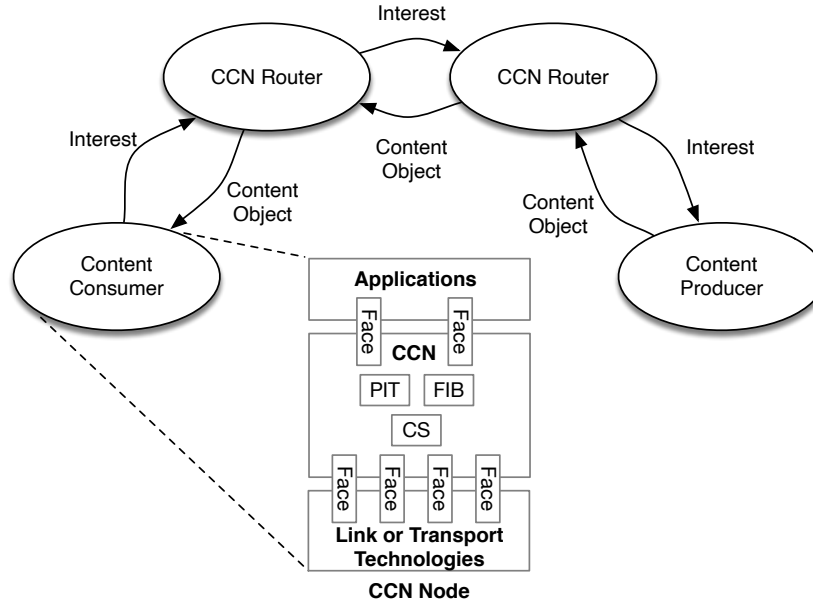 Interest
CCN Router
CCN Router
Interest
Content
Object
Interest
Content
Object
Content
Object
Content
Consumer
Content
Producer
Applications
Face
Face
CCN
PIT
FIB
CS
Face
Face
Face
Face
Link or Transport
Technologies
CCN Node